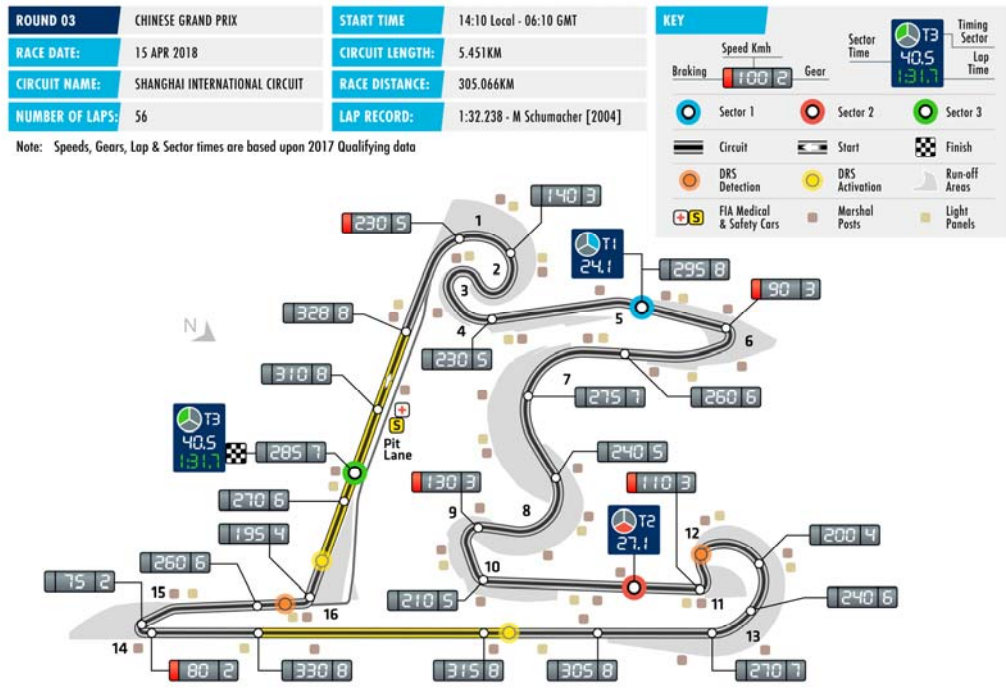 ROUND 03 CHINESE GRAND PRIX
RACE DATE: 15 APR 2018
CIRCUIT NAME: SHANGHAI INTERNATIONAL CIRCUIT
NUMBER OF LAPS: 56
START TIME 14:10 Local - 06:10 GMT
CIRCUIT LENGTH: 5.451KM
RACE DISTANCE: 305.066KM
LAP RECORD: 1:32.238 - M Schumacher [2004]
Note: Speeds, Gears, Lap & Sector times are based upon 2017 Qualifying data
KEY
Speed Kmh
Braking 100 2 Gear
Sector Time
T3
40.5
1:31.7
Timing Sector
Lap Time
Sector 1
Sector 2
Sector 3
Circuit
Start
Finish
DRS Detection
DRS Activation
Run-off Areas
FIA Medical & Safety Cars
S
Marshal Posts
Light Panels
140 3
230 5
1
2
T1
24.1
295 8
3
90 3
328 8
4
5
6
N
230 5
310 8
7
275 7
260 6
T3
40.5
1:31.7
S
Pit Lane
285 7
240 5
130 3
110 3
270 6
9
8
T2
27.1
12
195 4
200 4
260 6
75 2
15
10
16
210 5
11
240 6
13
14
80 2
330 8
315 8
305 8
270 7